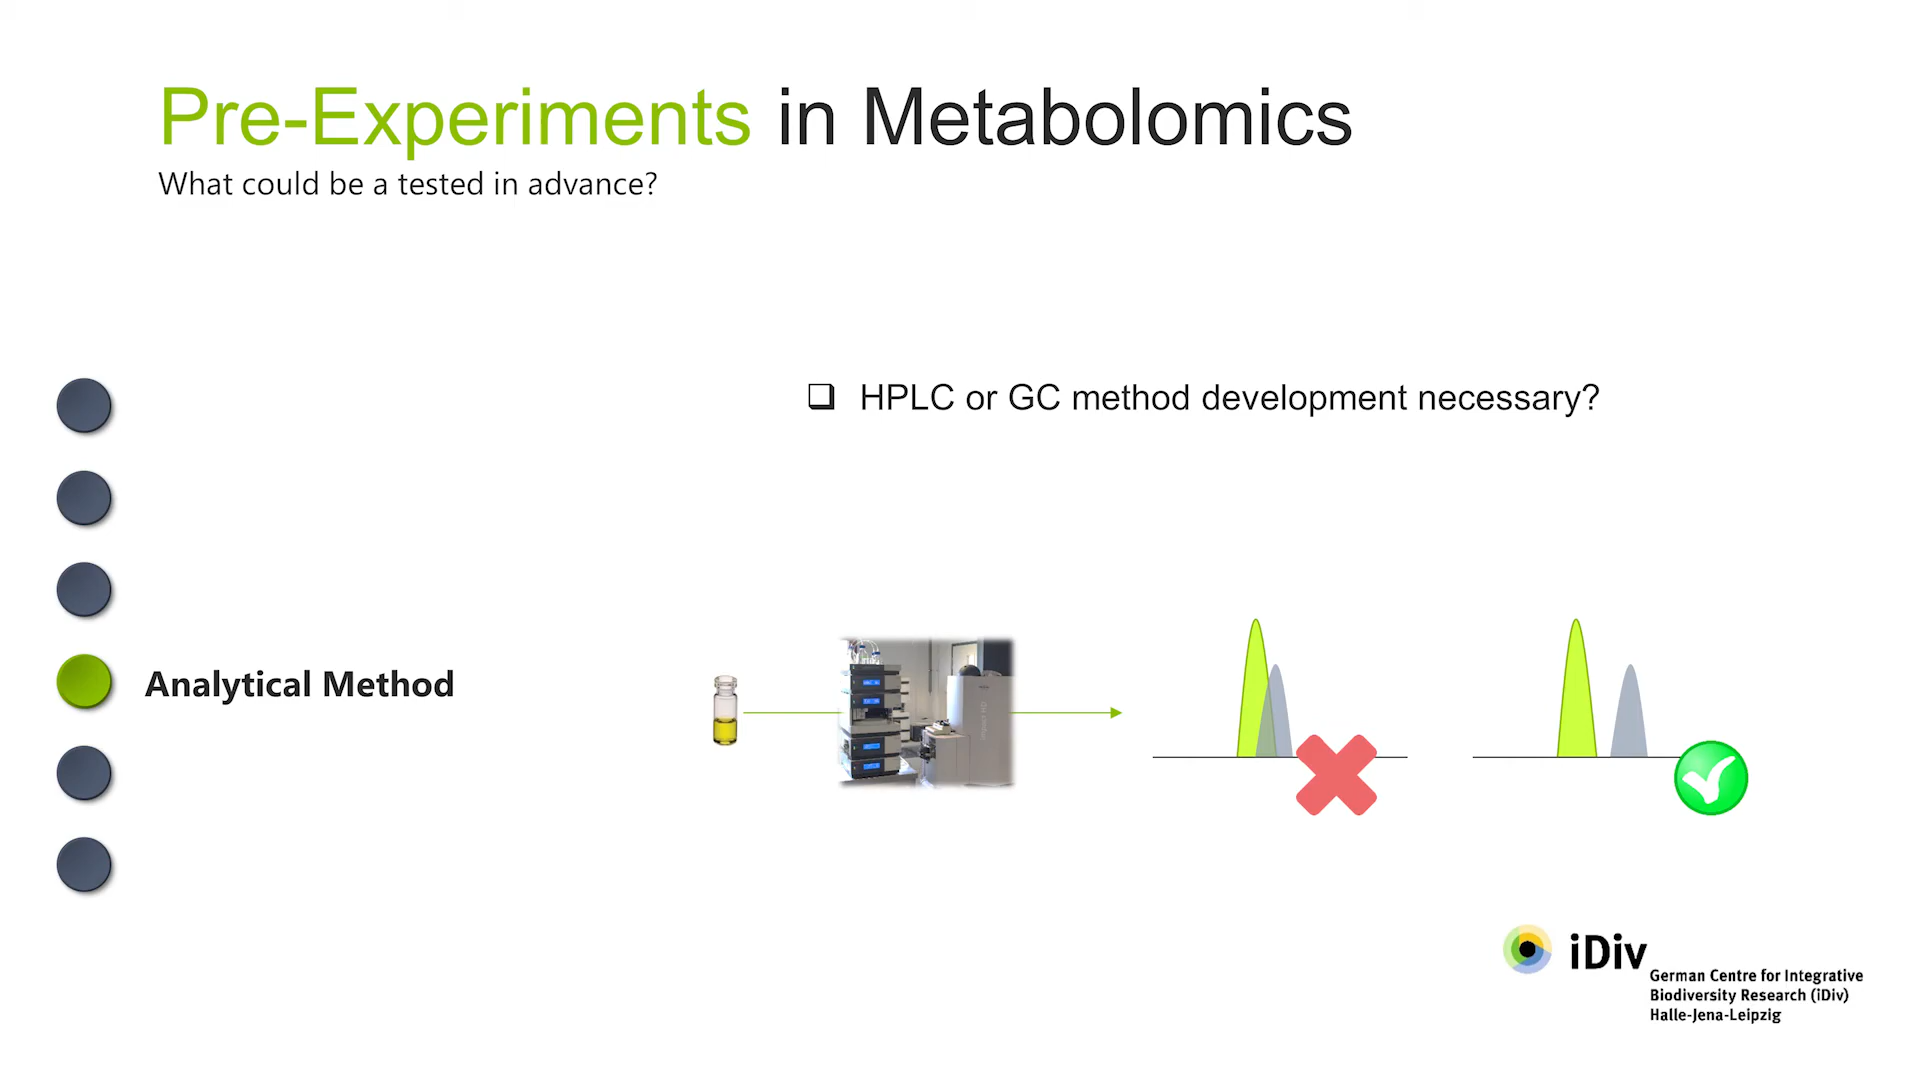 Pre-Experiments in Metabolomics
What could be a tested in advance?
❑ HPLC or GC method development necessary?
Analytical Method
iDiv
German Centre for Integrative
Biodiversity Research (iDiv)
Halle-Jena-Leipzig